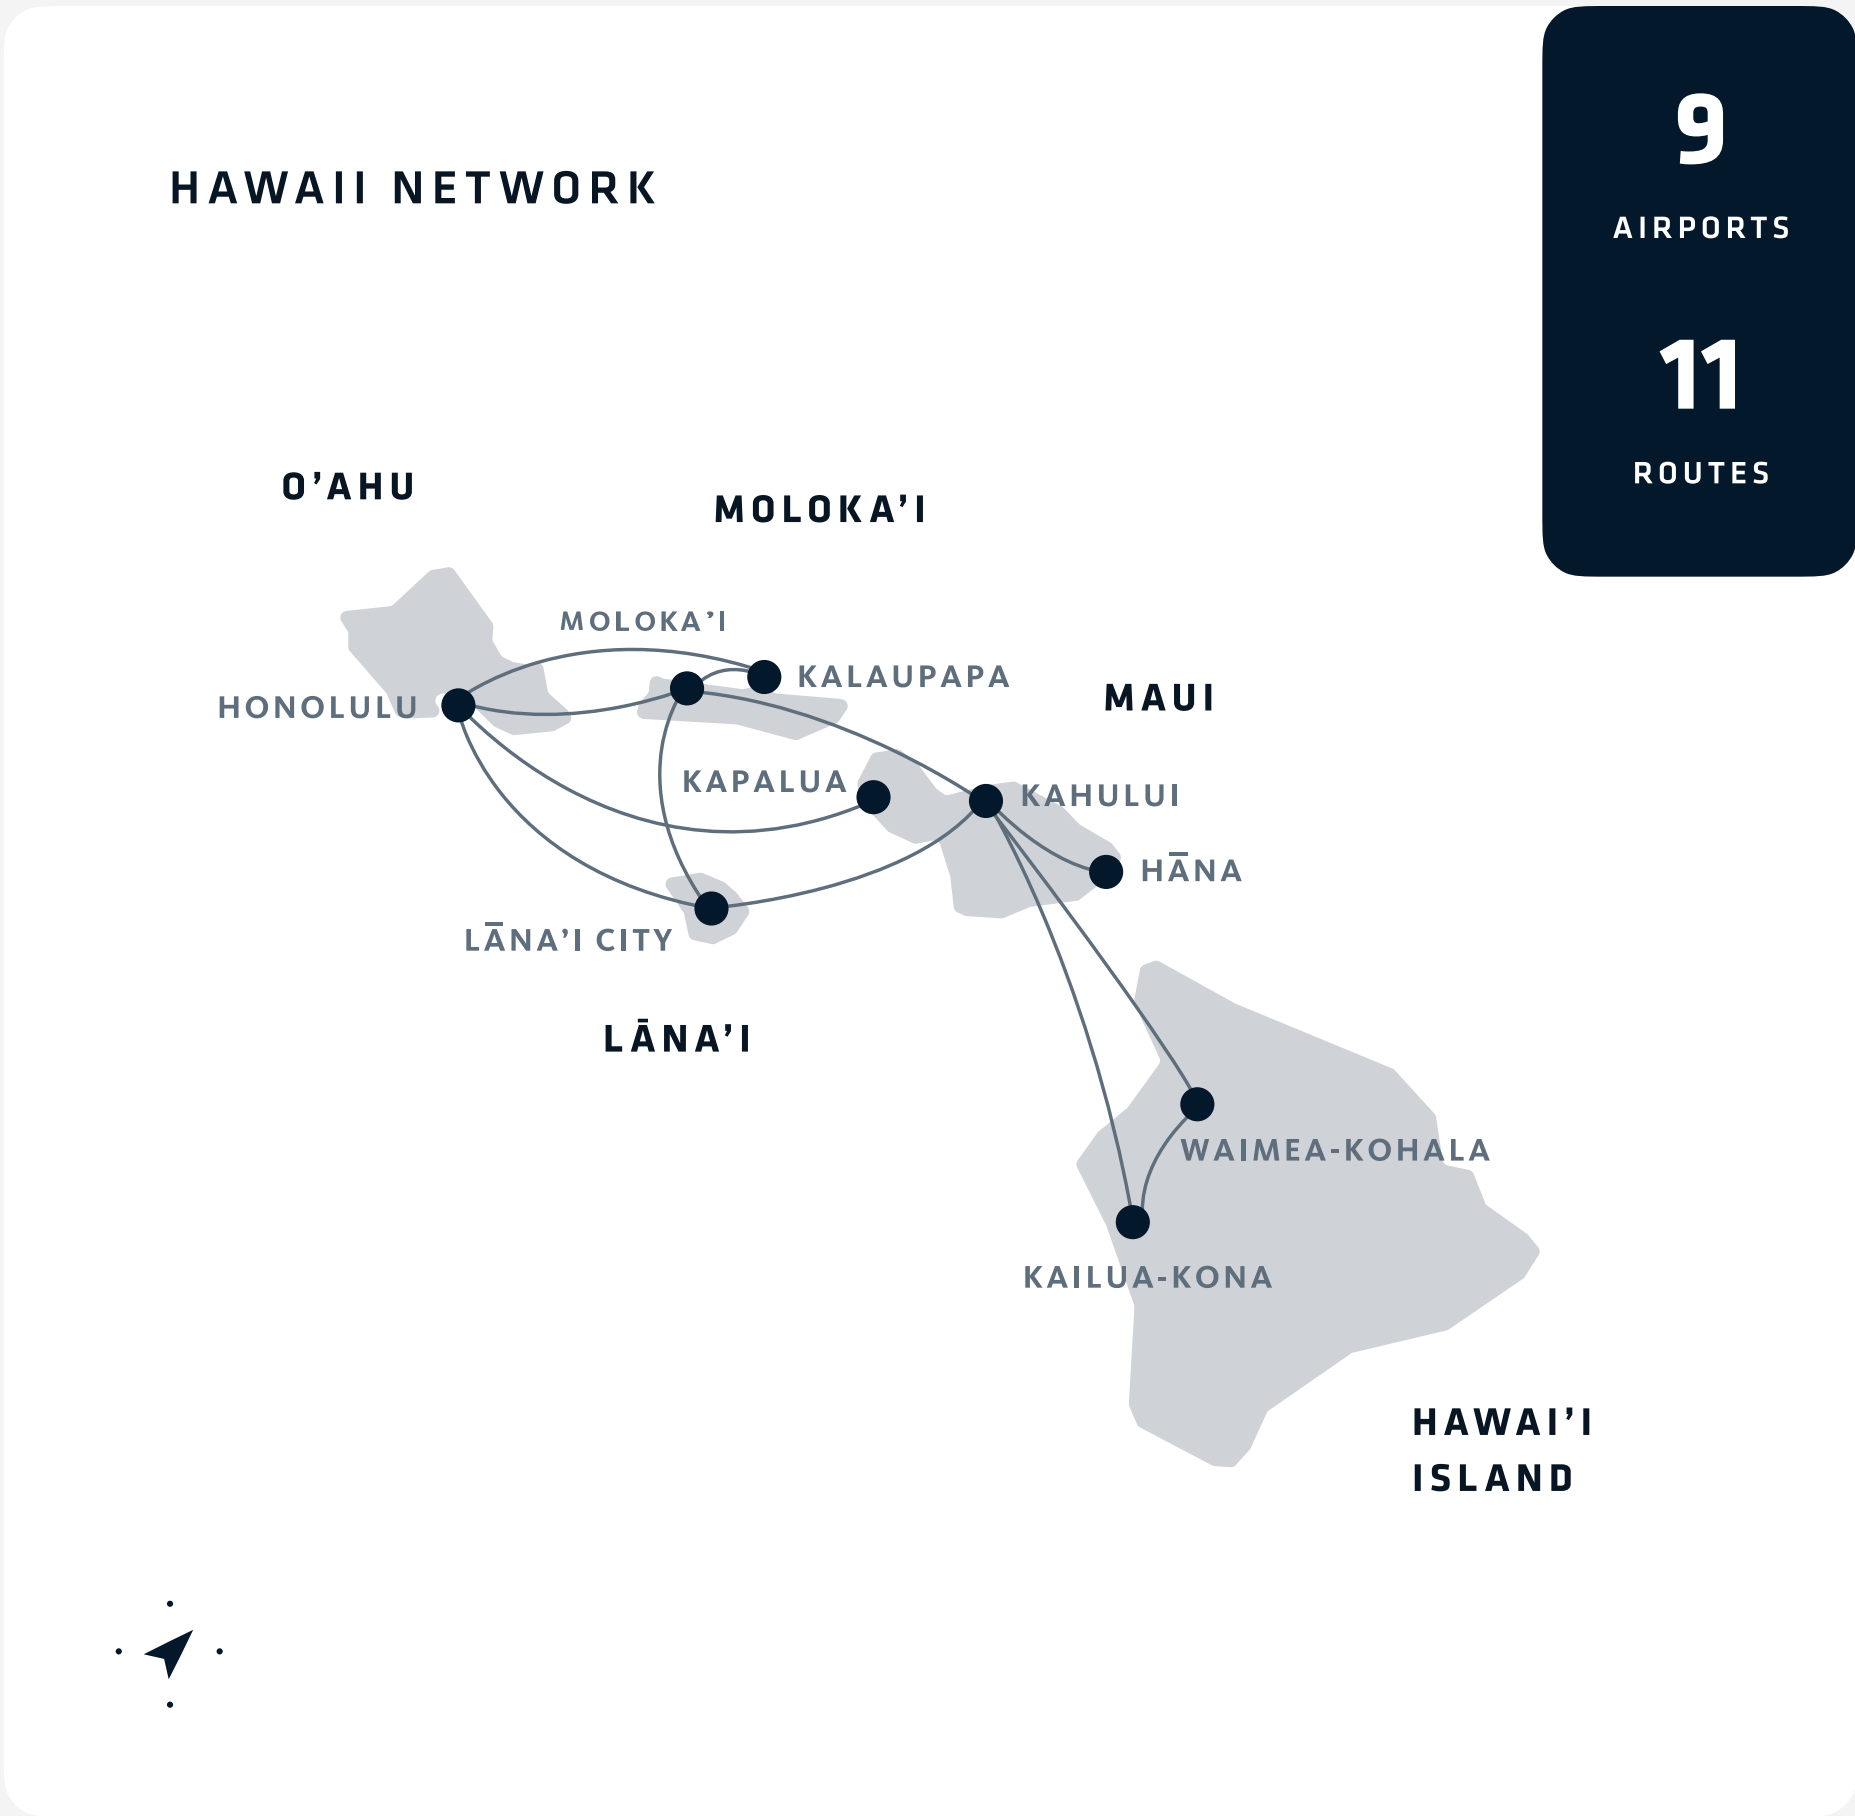 HAWAII NETWORK
9
AIRPORTS
11
ROUTES
O’AHU
MOLOKA’I
MOLOKA’I
KALAUPAPA
HONOLULU
MAUI
KAPALUA
KAHULUI
HĀNA
LĀNA’I CITY
LĀNA’I
WAIMEA-KOHALA
KAILUA-KONA
HAWAI’I
ISLAND